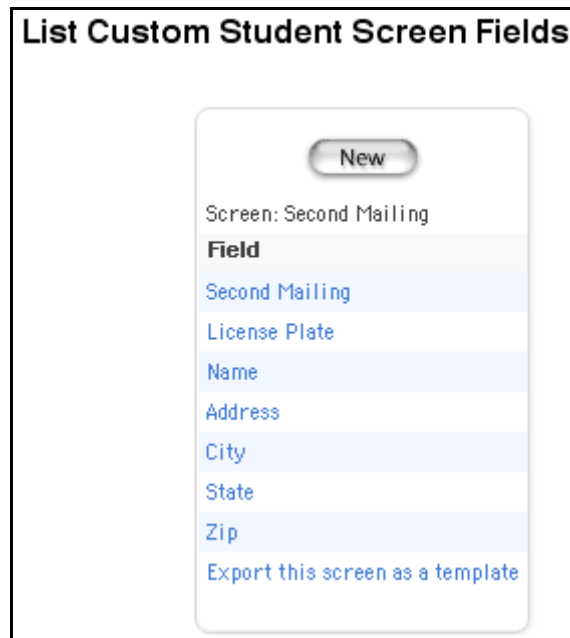 List Custom Student Screen Fields
New
Screen: Second Mailing
Field
Second Mailing
License Plate
Name
Address
City
State
Zip
Export this screen as a template